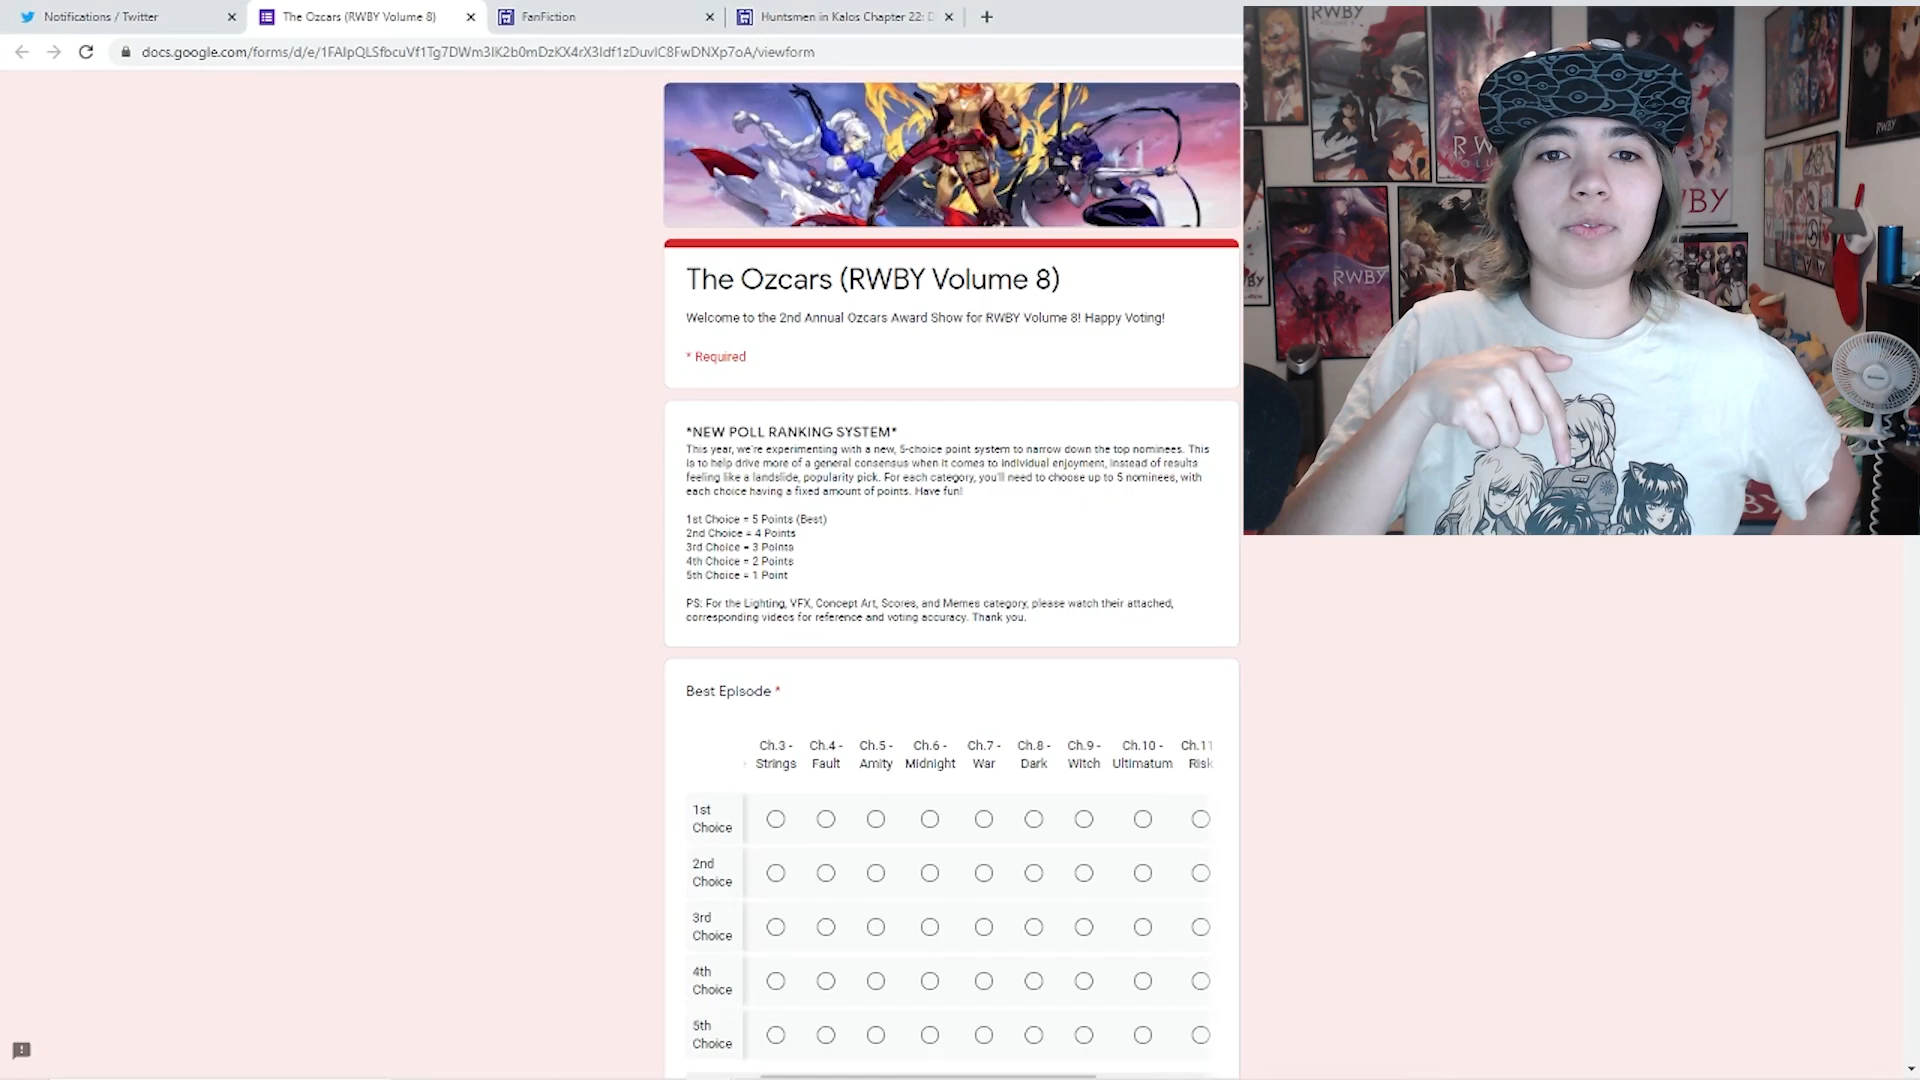 Notifications / Twitter
The Ozcars (RWBY Volume 8)
FanFiction
Huntsmen in Kalos Chapter 22: D
docs.google.com/forms/d/e/1FAIpQLSfbcuVf1Tg7DWm3IK2b0mDzKX4rX3Idf1zDuvIC8FwDNXp7oA/viewform
The Ozcars (RWBY Volume 8)
Welcome to the 2nd Annual Ozcars Award Show for RWBY Volume 8! Happy Voting!
* Required
*NEW POLL RANKING SYSTEM*
This year, we're experimenting with a new, 5-choice point system to narrow down the top nominees. This
is to help drive more of a general consensus when it comes to individual enjoyment, instead of results
feeling like a landslide, popularity pick. For each category, you'll need to choose up to 5 nominees, with
each choice having a fixed amount of points. Have fun!
1st Choice = 5 Points (Best)
2nd Choice = 4 Points
3rd Choice = 3 Points
4th Choice = 2 Points
5th Choice = 1 Point
PS: For the Lighting, VFX, Concept Art, Scores, and Memes category, please watch their attached,
corresponding videos for reference and voting accuracy. Thank you.
Best Episode *
Ch.3 - Strings
Ch.4 - Fault
Ch.5 - Amity
Ch.6 - Midnight
Ch.7 - War
Ch.8 - Dark
Ch.9 - Witch
Ch.10 - Ultimatum
Ch.11 Risk
1st Choice
2nd Choice
3rd Choice
4th Choice
5th Choice
RWBY
RWBY
RWBY
RWBY